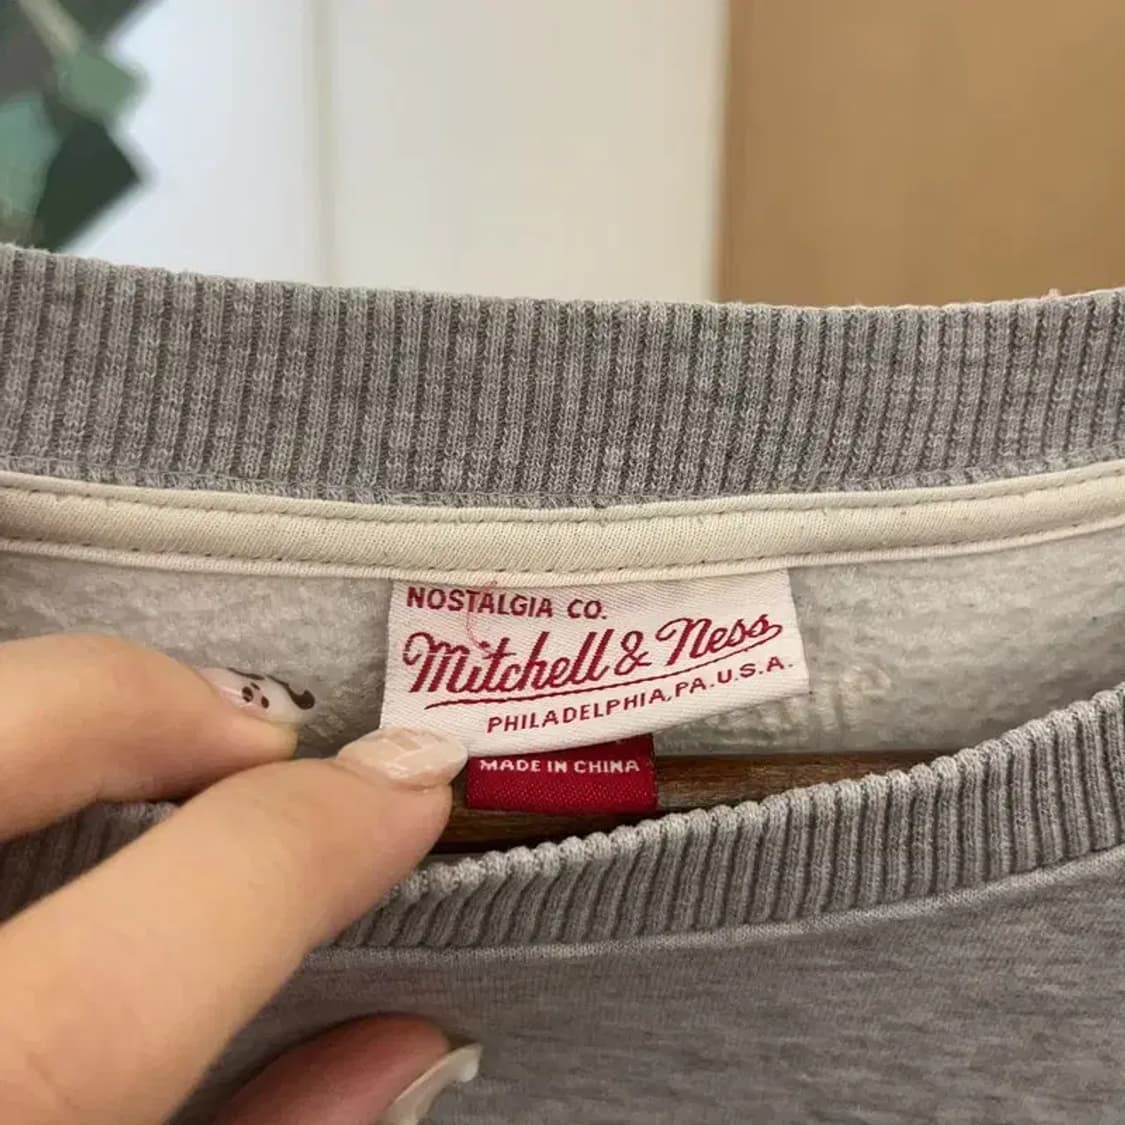 NOSTALGIA CO.
Mitchell & Ness
PHILADELPHIA, PA. U.S.A.
MADE IN CHINA